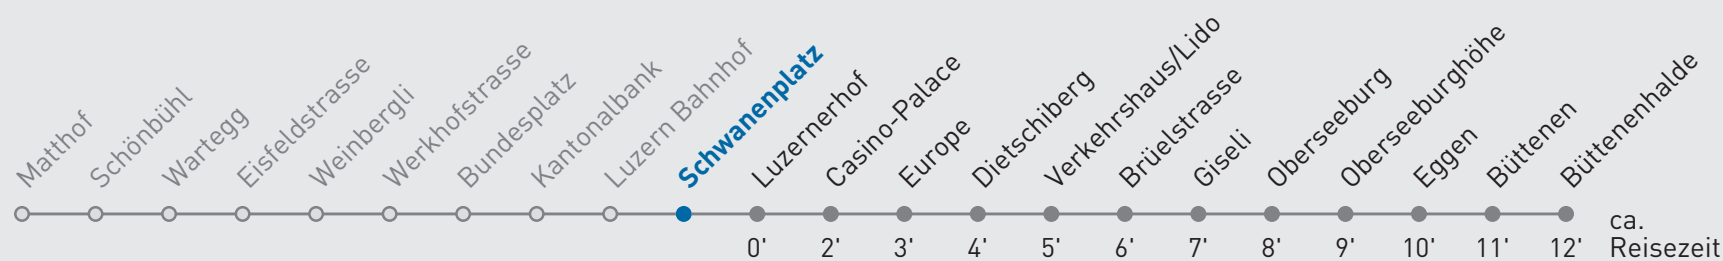 Matthof
Schönbühl
Wartegg
Eisfeldstrasse
Weinbergli
Werkhofstrasse
Bundesplatz
Kantonalbank
Luzern Bahnhof
Schwanenplatz
Luzernerhof
Casino-Palace
Europe
Dietschiberg
Verkehrshaus/Lido
Brüelstrasse
Giseli
Oberseeburg
Oberseeburghöhe
Eggen
Büttenen
Büttenenhalde
0' 2' 3' 4' 5' 6' 7' 8' 9' 10' 11' 12'
ca.
Reisezeit